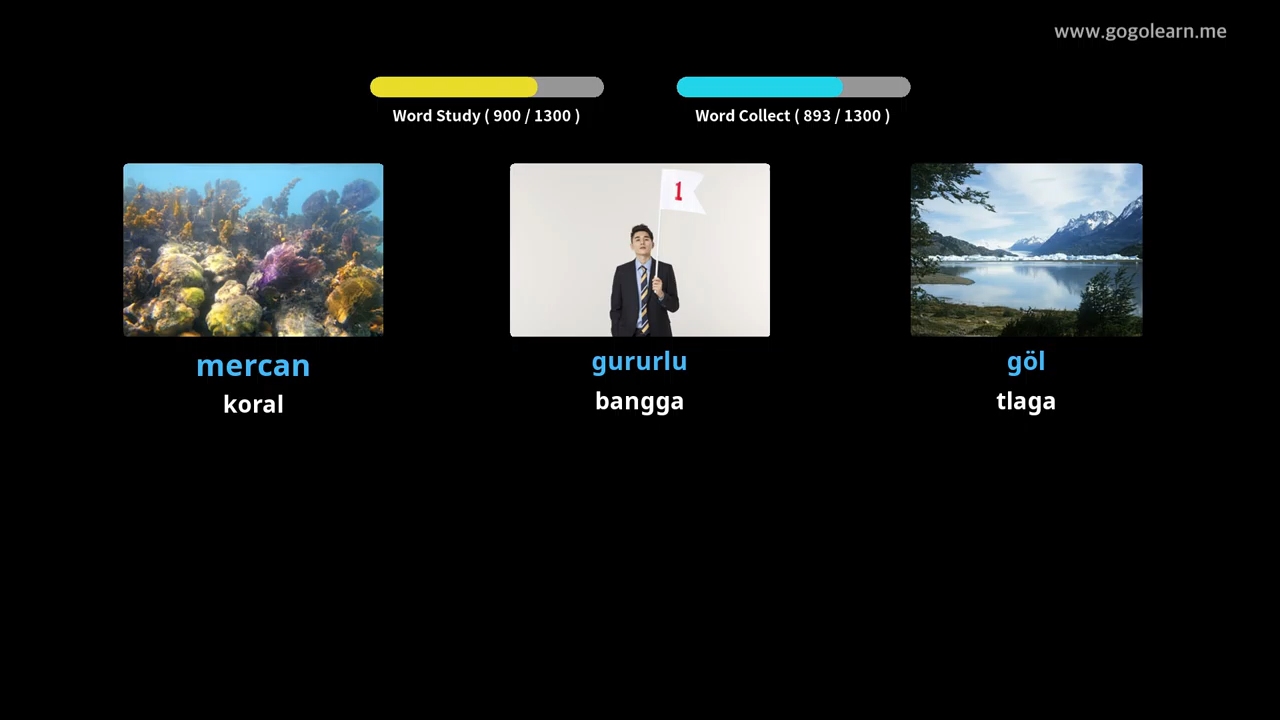 www.gogolearn.me
Word Study ( 900 / 1300 )
Word Collect ( 893 / 1300 )
1
mercan
gururlu
göl
koral
bangga
tlaga